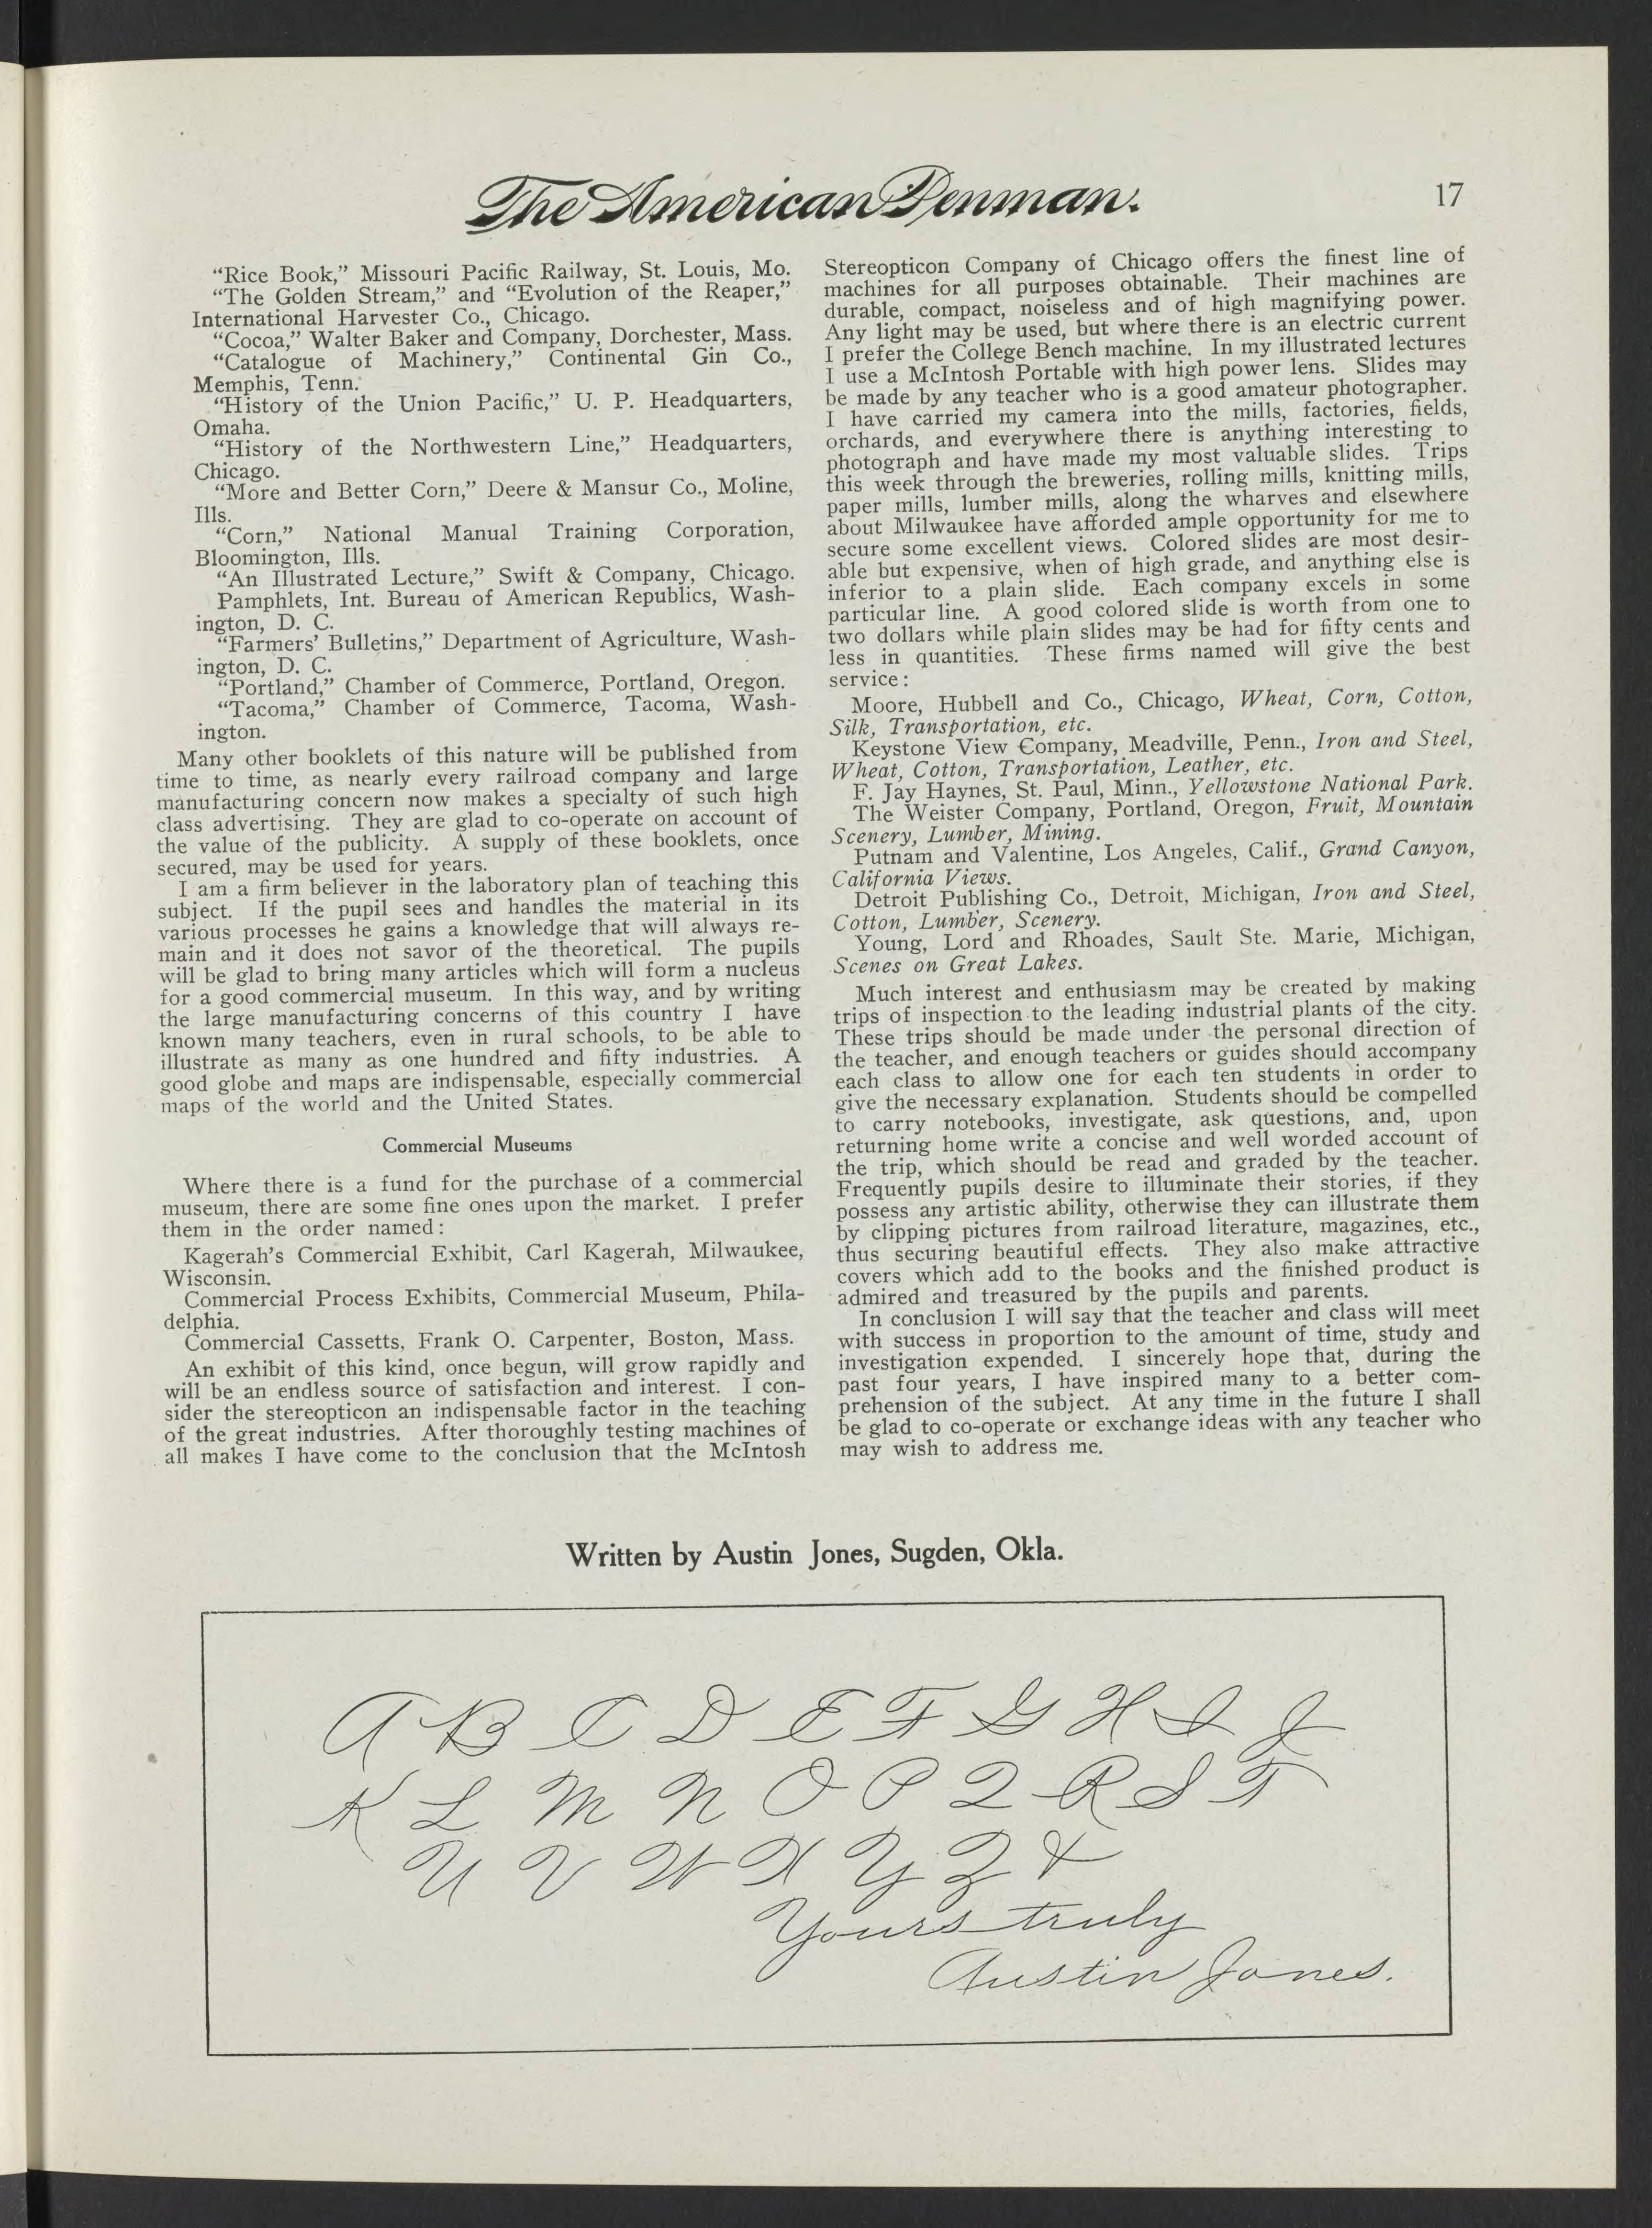 The American Penman.
17
“Rice Book,” Missouri Pacific Railway, St. Louis, Mo.
“The Golden Stream,” and “Evolution of the Reaper,”
International Harvester Co., Chicago.
“Cocoa,” Walter Baker and Company, Dorchester, Mass.
“Catalogue of Machinery,” Continental Gin Co.,
Memphis, Tenn.
“History of the Union Pacific,” U. P. Headquarters,
Omaha.
“History of the Northwestern Line,” Headquarters,
Chicago.
“More and Better Corn,” Deere & Mansur Co., Moline,
Ills.
“Corn,” National Manual Training Corporation,
Bloomington, Ills.
“An Illustrated Lecture,” Swift & Company, Chicago.
Pamphlets, Int. Bureau of American Republics, Wash-
ington, D. C.
“Farmers’ Bulletins,” Department of Agriculture, Wash-
ington, D. C.
“Portland,” Chamber of Commerce, Portland, Oregon.
“Tacoma,” Chamber of Commerce, Tacoma, Wash-
ington.
Many other booklets of this nature will be published from
time to time, as nearly every railroad company and large
manufacturing concern now makes a specialty of such high
class advertising. They are glad to co-operate on account of
the value of the publicity. A supply of these booklets, once
secured, may be used for years.
I am a firm believer in the laboratory plan of teaching this
subject. If the pupil sees and handles the material in its
various processes he gains a knowledge that will always re-
main and it does not savor of the theoretical. The pupils
will be glad to bring many articles which will form a nucleus
for a good commercial museum. In this way, and by writing
the large manufacturing concerns of this country I have
known many teachers, even in rural schools, to be able to
illustrate as many as one hundred and fifty industries. A
good globe and maps are indispensable, especially commercial
maps of the world and the United States.
Commercial Museums
Where there is a fund for the purchase of a commercial
museum, there are some fine ones upon the market. I prefer
them in the order named:
Kagerah’s Commercial Exhibit, Carl Kagerah, Milwaukee,
Wisconsin.
Commercial Process Exhibits, Commercial Museum, Phila-
delphia.
Commercial Cassetts, Frank O. Carpenter, Boston, Mass.
An exhibit of this kind, once begun, will grow rapidly and
will be an endless source of satisfaction and interest. I con-
sider the stereopticon an indispensable factor in the teaching
of the great industries. After thoroughly testing machines of
all makes I have come to the conclusion that the McIntosh
Stereopticon Company of Chicago offers the finest line of
machines for all purposes obtainable. Their machines are
durable, compact, noiseless and of high magnifying power.
Any light may be used, but where there is an electric current
I prefer the College Bench machine. In my illustrated lectures
I use a McIntosh Portable with high power lens. Slides may
be made by any teacher who is a good amateur photographer.
I have carried my camera into the mills, factories, fields,
orchards, and everywhere there is anything interesting to
photograph and have made my most valuable slides. Trips
this week through the breweries, rolling mills, knitting mills,
paper mills, lumber mills, along the wharves and elsewhere
about Milwaukee have afforded ample opportunity for me to
secure some excellent views. Colored slides are most desir-
able but expensive, when of high grade, and anything else is
inferior to a plain slide. Each company excels in some
particular line. A good colored slide is worth from one to
two dollars while plain slides may be had for fifty cents and
less in quantities. These firms named will give the best
service:
Moore, Hubbell and Co., Chicago, Wheat, Corn, Cotton,
Silk, Transportation, etc.
Keystone View Company, Meadville, Penn., Iron and Steel,
Wheat, Cotton, Transportation, Leather, etc.
F. Jay Haynes, St. Paul, Minn., Yellowstone National Park.
The Weister Company, Portland, Oregon, Fruit, Mountain
Scenery, Lumber, Mining.
Putnam and Valentine, Los Angeles, Calif., Grand Canyon,
California Views.
Detroit Publishing Co., Detroit, Michigan, Iron and Steel,
Cotton, Lumber, Scenery.
Young, Lord and Rhoades, Sault Ste. Marie, Michigan,
Scenes on Great Lakes.
Much interest and enthusiasm may be created by making
trips of inspection to the leading industrial plants of the city.
These trips should be made under the personal direction of
the teacher, and enough teachers or guides should accompany
each class to allow one for each ten students in order to
give the necessary explanation. Students should be compelled
to carry notebooks, investigate, ask questions, and, upon
returning home write a concise and well worded account of
the trip, which should be read and graded by the teacher.
Frequently pupils desire to illuminate their stories, if they
possess any artistic ability, otherwise they can illustrate them
by clipping pictures from railroad literature, magazines, etc.,
thus securing beautiful effects. They also make attractive
covers which add to the books and the finished product is
admired and treasured by the pupils and parents.
In conclusion I will say that the teacher and class will meet
with success in proportion to the amount of time, study and
investigation expended. I sincerely hope that, during the
past four years, I have inspired many to a better com-
prehension of the subject. At any time in the future I shall
be glad to co-operate or exchange ideas with any teacher who
may wish to address me.
Written by Austin Jones, Sugden, Okla.
A B C D E F G H I J
K L M N O P Q R S T
U V W X Y Z &
Yours truly
Austin Jones.